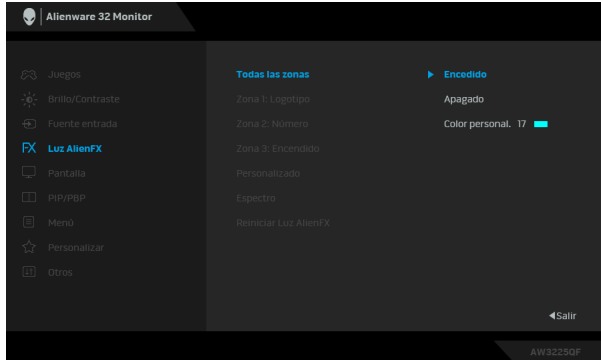 Alienware 32 Monitor
Juegos
Brillo/Contraste
Fuente entrada
FX Luz AlienFX
Pantalla
PIP/PBP
Menú
Personalizar
Otros
Todas las zonas
Zona 1: Logotipo
Zona 2: Número
Zona 3: Encendido
Personalizado
Espectro
Reiniciar Luz AlienFX
Encedido
Apagado
Color personal. 17
Salir
AW3225QF